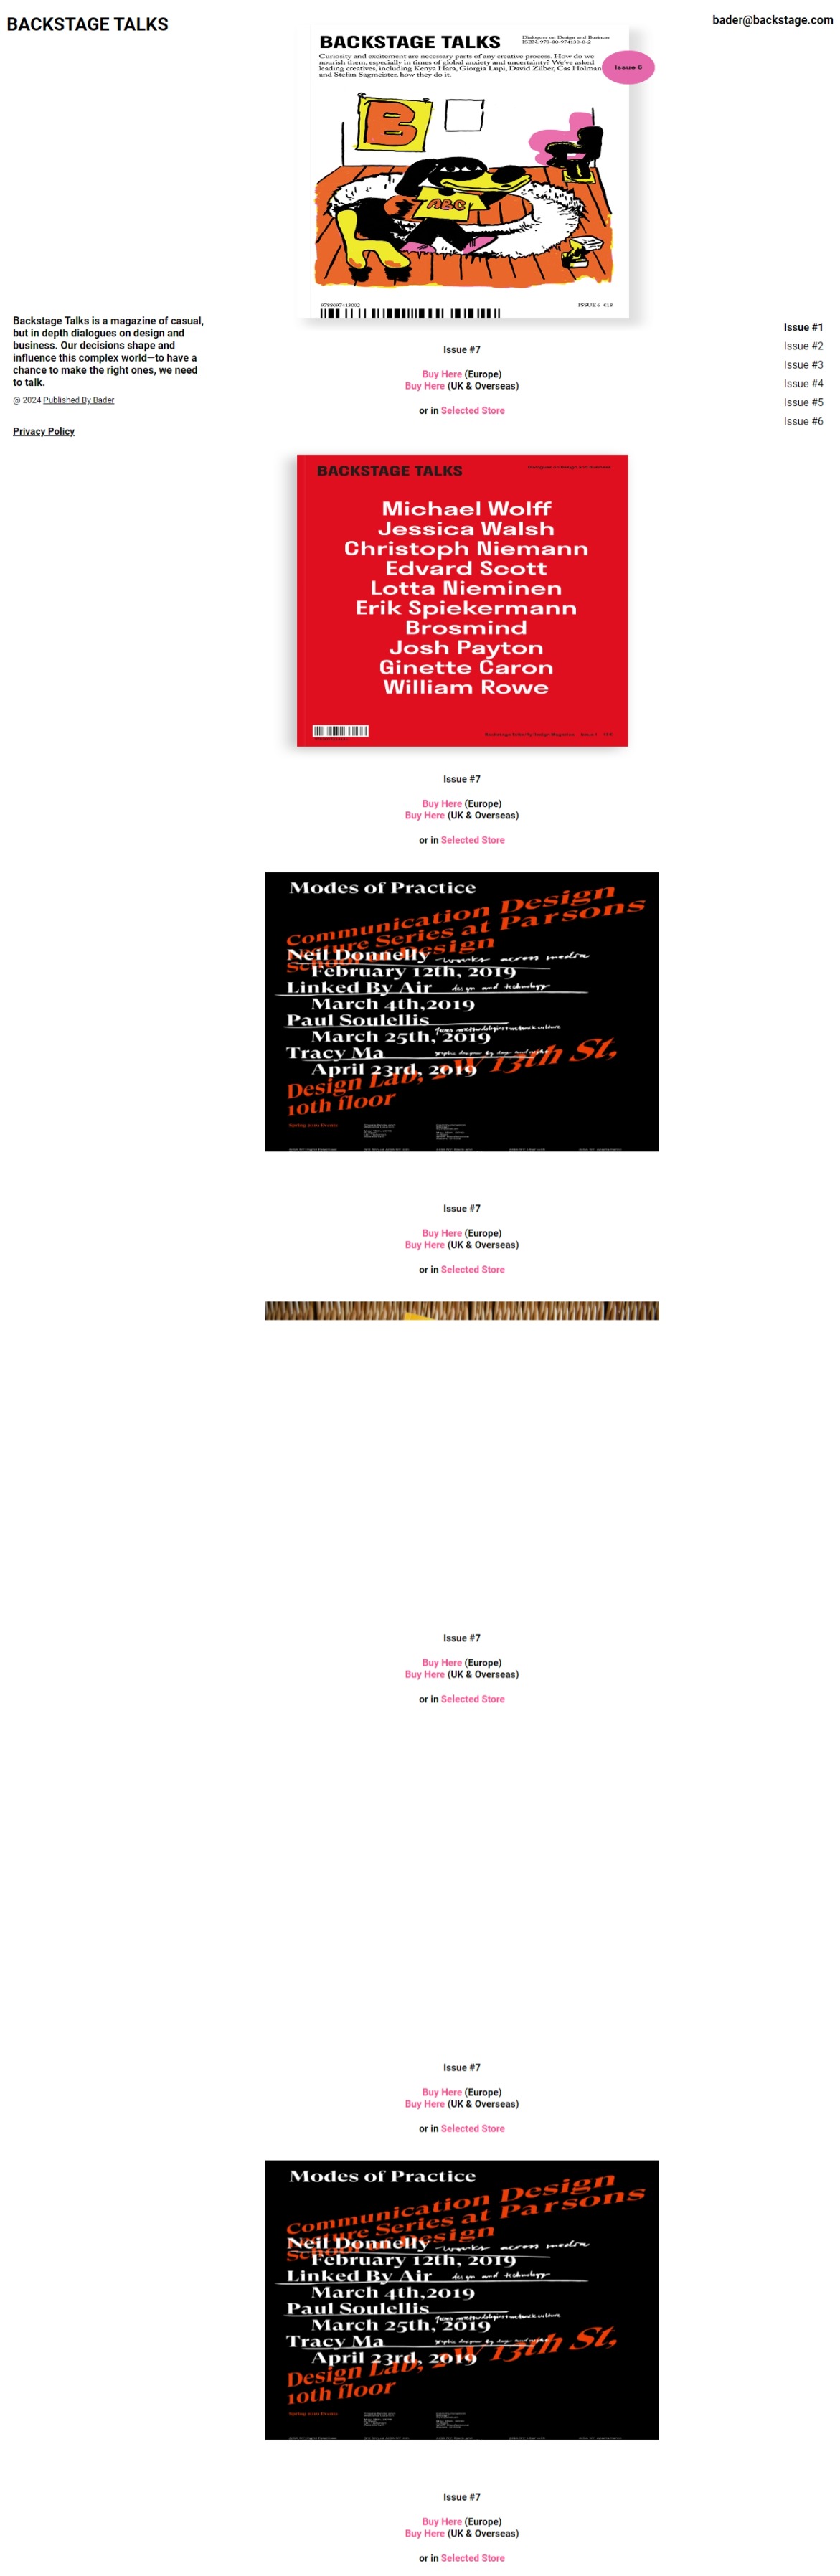 BACKSTAGE TALKS
bader@backstage.com
BACKSTAGE TALKS
Dialogues on Design and Business
ISBN: 978-80-974130-0-2
Curiosity and excitement are necessary parts of any creative process. How do we
nourish them, especially in times of global anxiety and uncertainty? We've asked
leading creatives, including Kenya Hara, Giorgia Lupi, David Zilber, Cas Holman
and Stefan Sagmeister, how they do it.
Issue 6
B
ABC
ISSUE 6 €18
Backstage Talks is a magazine of casual,
but in depth dialogues on design and
business. Our decisions shape and
influence this complex world—to have a
chance to make the right ones, we need
to talk.
@ 2024 Published By Bader
Privacy Policy
Issue #1
Issue #2
Issue #3
Issue #4
Issue #5
Issue #6
Issue #7
Buy Here (Europe)
Buy Here (UK & Overseas)
or in Selected Store
BACKSTAGE TALKS
Dialogues on Design and Business
Michael Wolff
Jessica Walsh
Christoph Niemann
Edvard Scott
Lotta Nieminen
Erik Spiekermann
Brosmind
Josh Payton
Ginette Caron
William Rowe
Issue #7
Buy Here (Europe)
Buy Here (UK & Overseas)
or in Selected Store
Modes of Practice
Communication Design
Lecture Series at Parsons
School of Design
Neil Donnelly works across media
February 12th, 2019
Linked By Air design and technology
March 4th,2019
Paul Soulellis
March 25th, 2019
Tracy Ma
April 23rd, 2019
Design Lab, 2W 13th St,
10th floor
Spring 2019 Events
Issue #7
Buy Here (Europe)
Buy Here (UK & Overseas)
or in Selected Store
Issue #7
Buy Here (Europe)
Buy Here (UK & Overseas)
or in Selected Store
Issue #7
Buy Here (Europe)
Buy Here (UK & Overseas)
or in Selected Store
Modes of Practice
Communication Design
Lecture Series at Parsons
School of Design
Neil Donnelly works across media
February 12th, 2019
Linked By Air design and technology
March 4th,2019
Paul Soulellis
March 25th, 2019
Tracy Ma
April 23rd, 2019
Design Lab, 2W 13th St,
10th floor
Spring 2019 Events
Issue #7
Buy Here (Europe)
Buy Here (UK & Overseas)
or in Selected Store